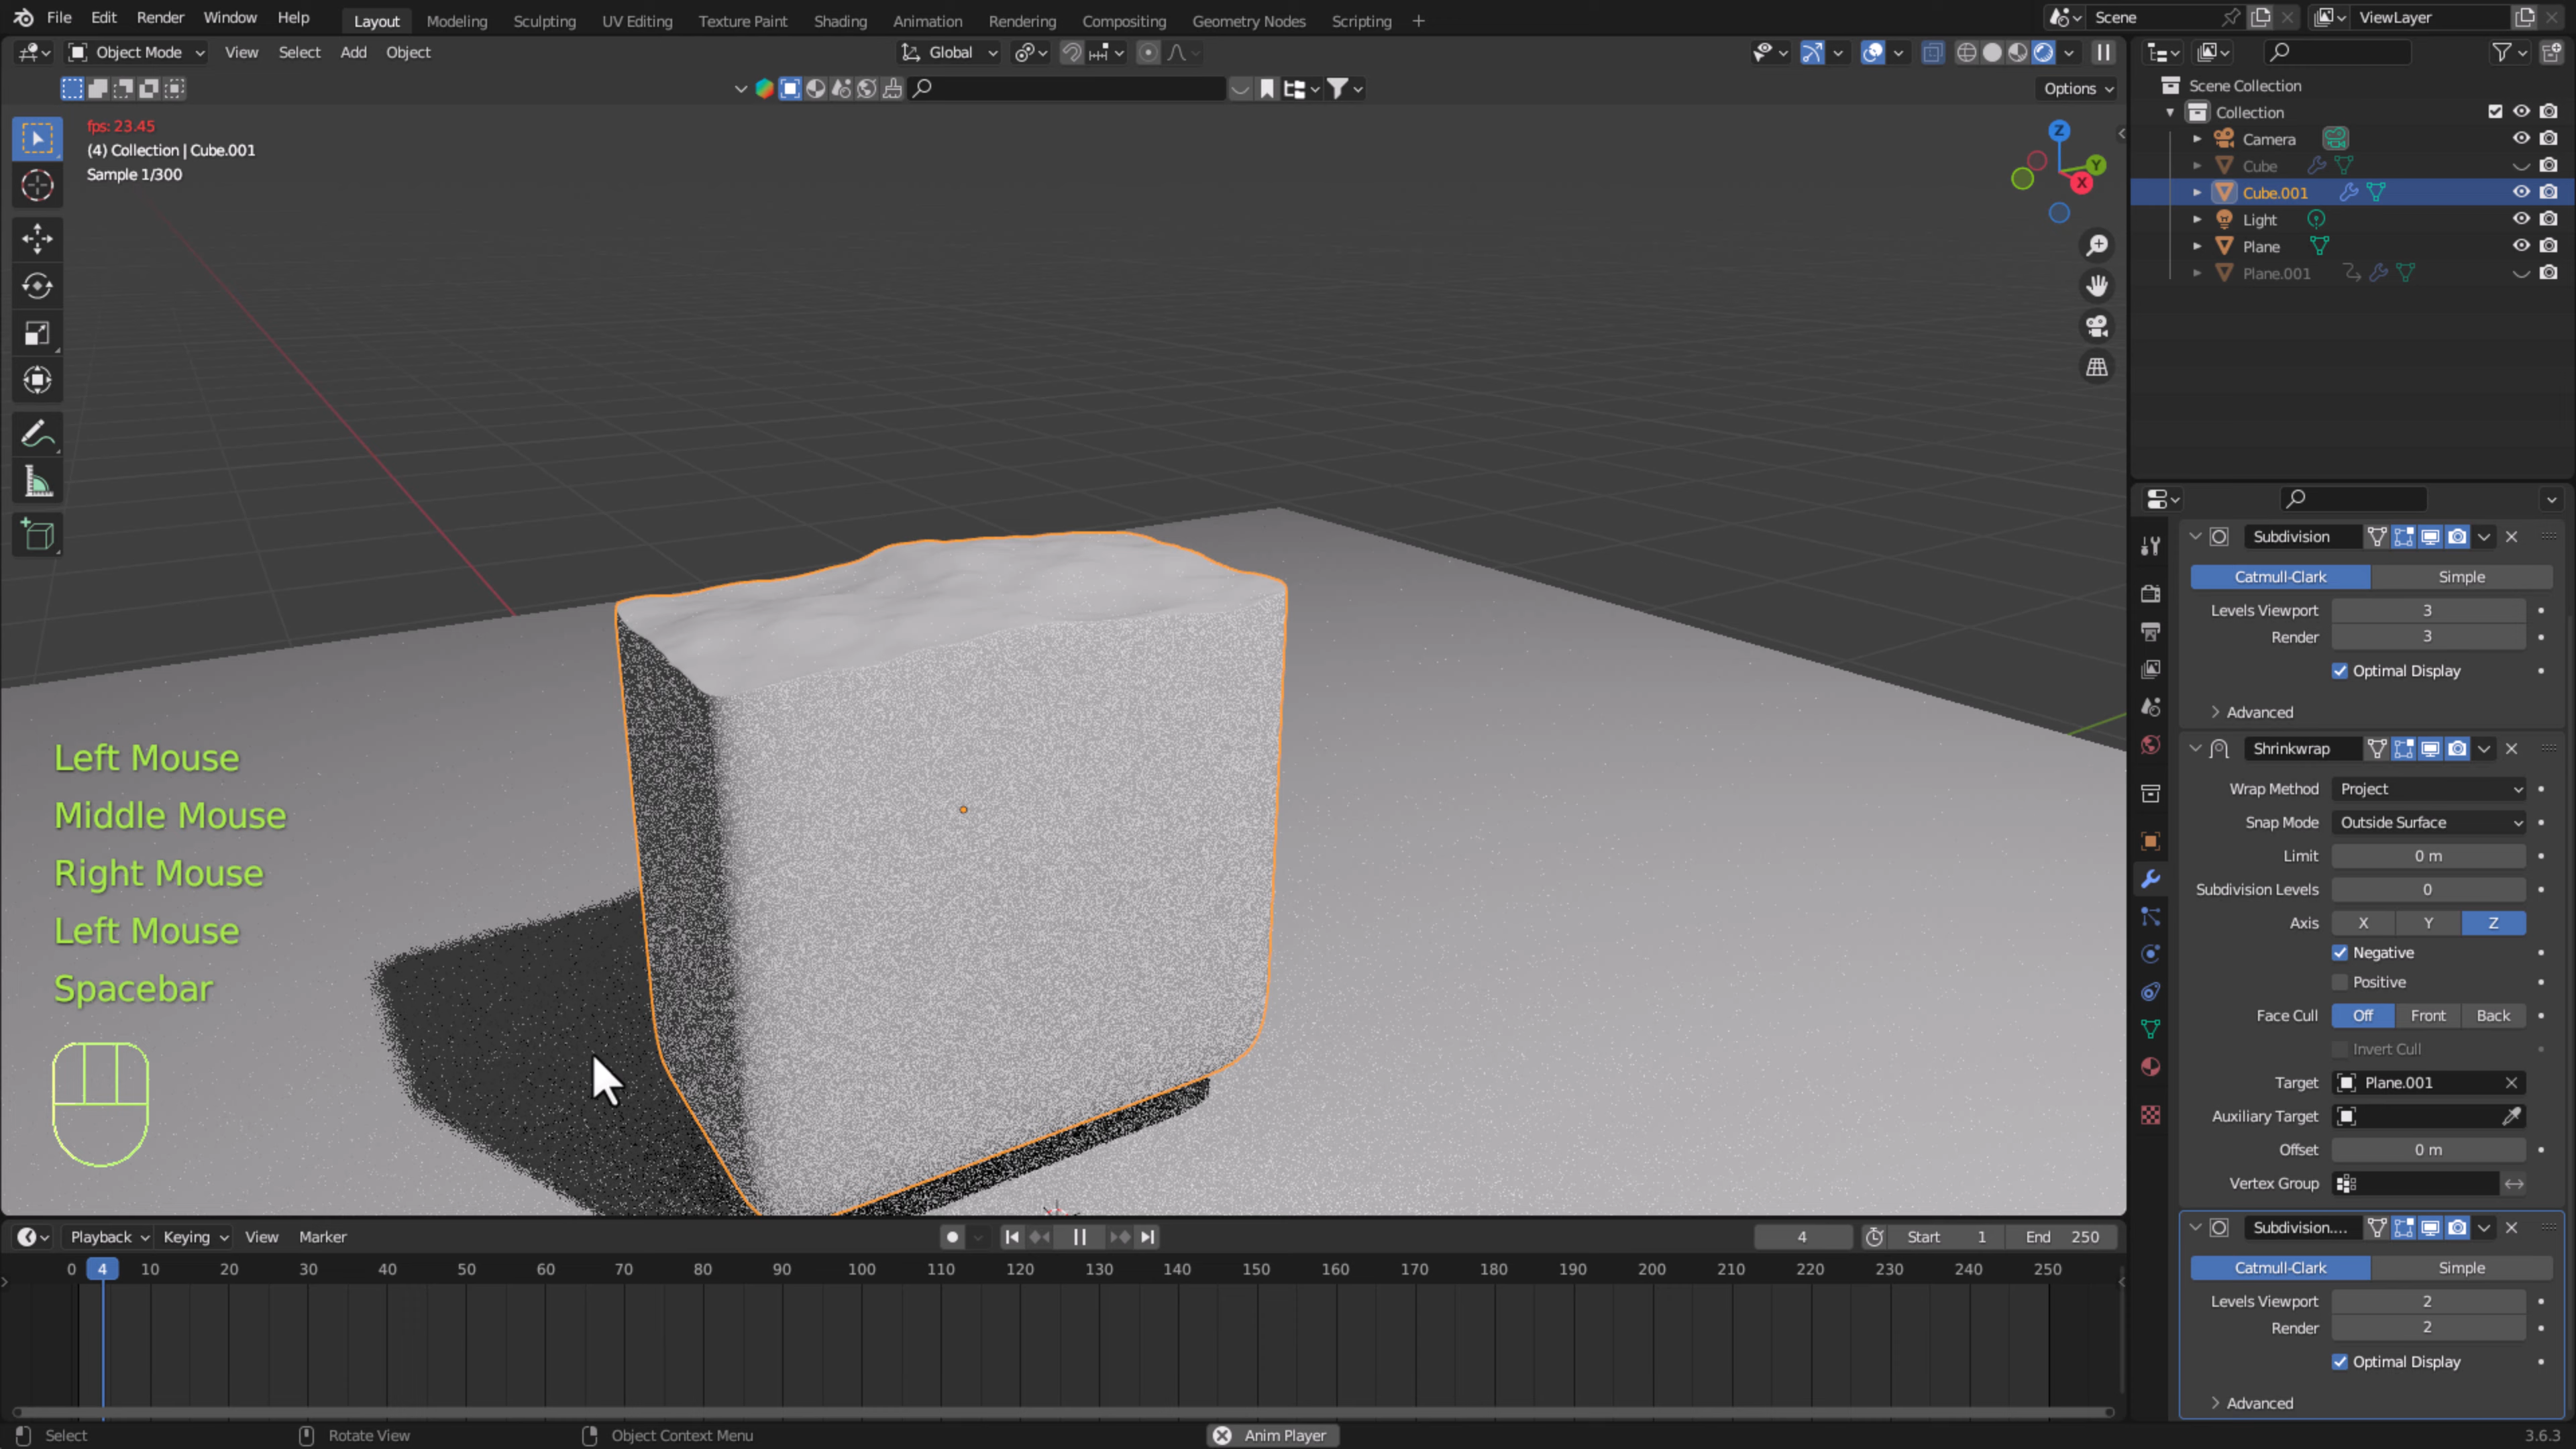 File Edit Render Window Help Layout Modeling Sculpting UV Editing Texture Paint Shading Animation Rendering Compositing Geometry Nodes Scripting + Scene ViewLayer
Object Mode View Select Add Object Global
Options
fps: 23.45
(4) Collection | Cube.001
Sample 1/300
Z
Y
X
Scene Collection
Collection
Camera
Cube
Cube.001
Light
Plane
Plane.001
Left Mouse
Middle Mouse
Right Mouse
Left Mouse
Spacebar
Subdivision
Catmull-Clark Simple
Levels Viewport 3
Render 3
Optimal Display
Advanced
Shrinkwrap
Wrap Method Project
Snap Mode Outside Surface
Limit 0 m
Subdivision Levels 0
Axis X Y Z
Negative
Positive
Face Cull Off Front Back
Invert Cull
Target Plane.001
Auxiliary Target
Offset 0 m
Vertex Group
Subdivision....
Catmull-Clark Simple
Levels Viewport 2
Render 2
Optimal Display
Advanced
Playback Keying View Marker 4 Start 1 End 250
0 4 10 20 30 40 50 60 70 80 90 100 110 120 130 140 150 160 170 180 190 200 210 220 230 240 250
Select Rotate View Object Context Menu Anim Player 3.6.3